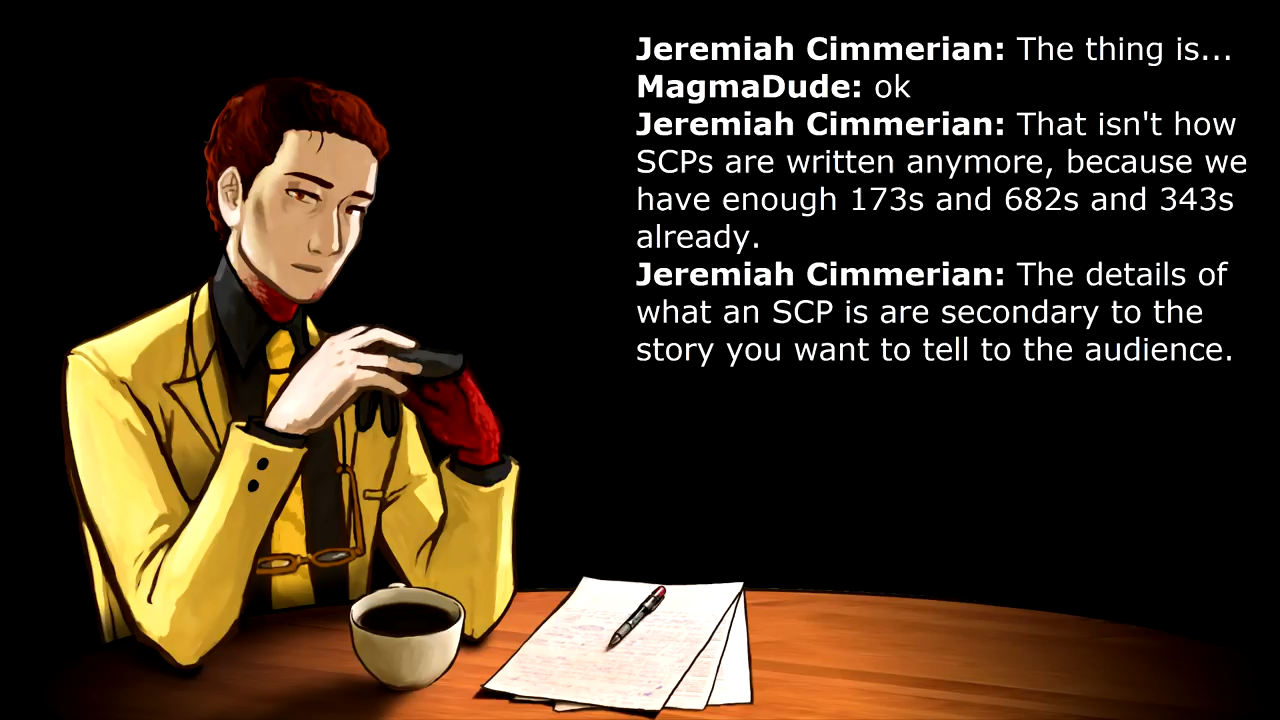 Jeremiah Cimmerian: The thing is...
MagmaDude: ok
Jeremiah Cimmerian: That isn't how
SCPs are written anymore, because we
have enough 173s and 682s and 343s
already.
Jeremiah Cimmerian: The details of
what an SCP is are secondary to the
story you want to tell to the audience.